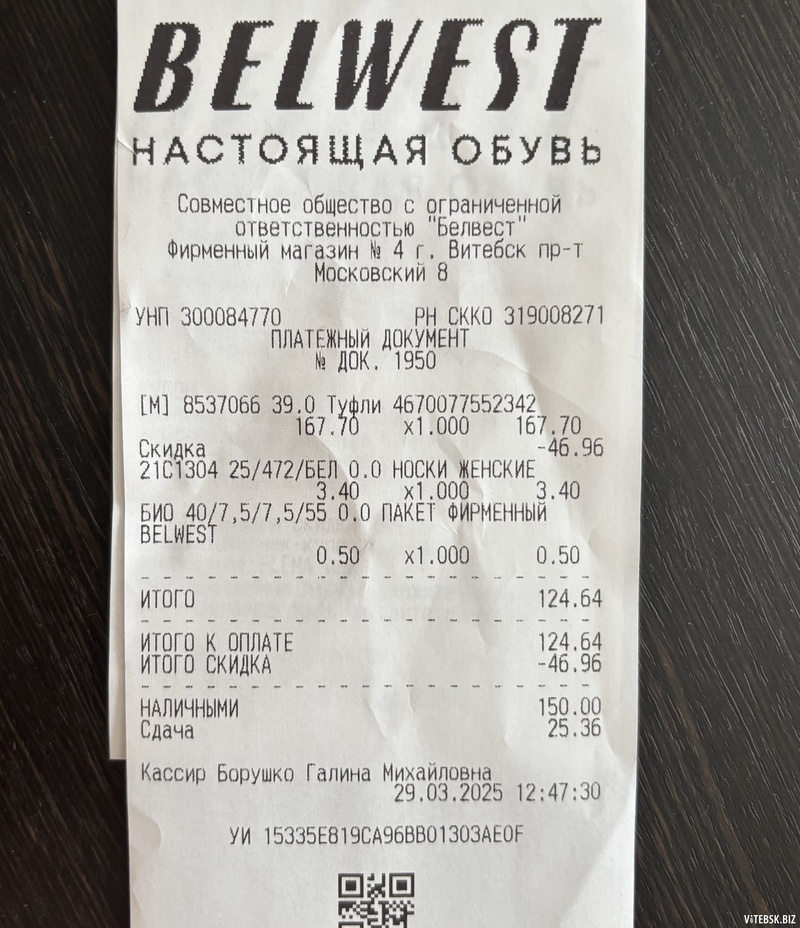 BELWEST
НАСТОЯЩАЯ ОБУВЬ
Совместное общество с ограниченной
ответственностью "Белвест"
Фирменный магазин № 4 г. Витебск пр-т
Московский 8
УНП 300084770 РН СККО 319008271
ПЛАТЕЖНЫЙ ДОКУМЕНТ
№ ДОК. 1950
[М] 8537066 39.0 Туфли 4670077552342
167.70 x1.000 167.70
Скидка -46.96
21С1304 25/472/БЕЛ 0.0 НОСКИ ЖЕНСКИЕ
3.40 x1.000 3.40
БИО 40/7,5/7,5/55 0.0 ПАКЕТ ФИРМЕННЫЙ
BELWEST
0.50 x1.000 0.50
ИТОГО 124.64
ИТОГО К ОПЛАТЕ 124.64
ИТОГО СКИДКА -46.96
НАЛИЧНЫМИ 150.00
Сдача 25.36
Кассир Борушко Галина Михайловна
29.03.2025 12:47:30
УИ 15335E819CA96BB01303AE0F
VITEBSK.BIZ